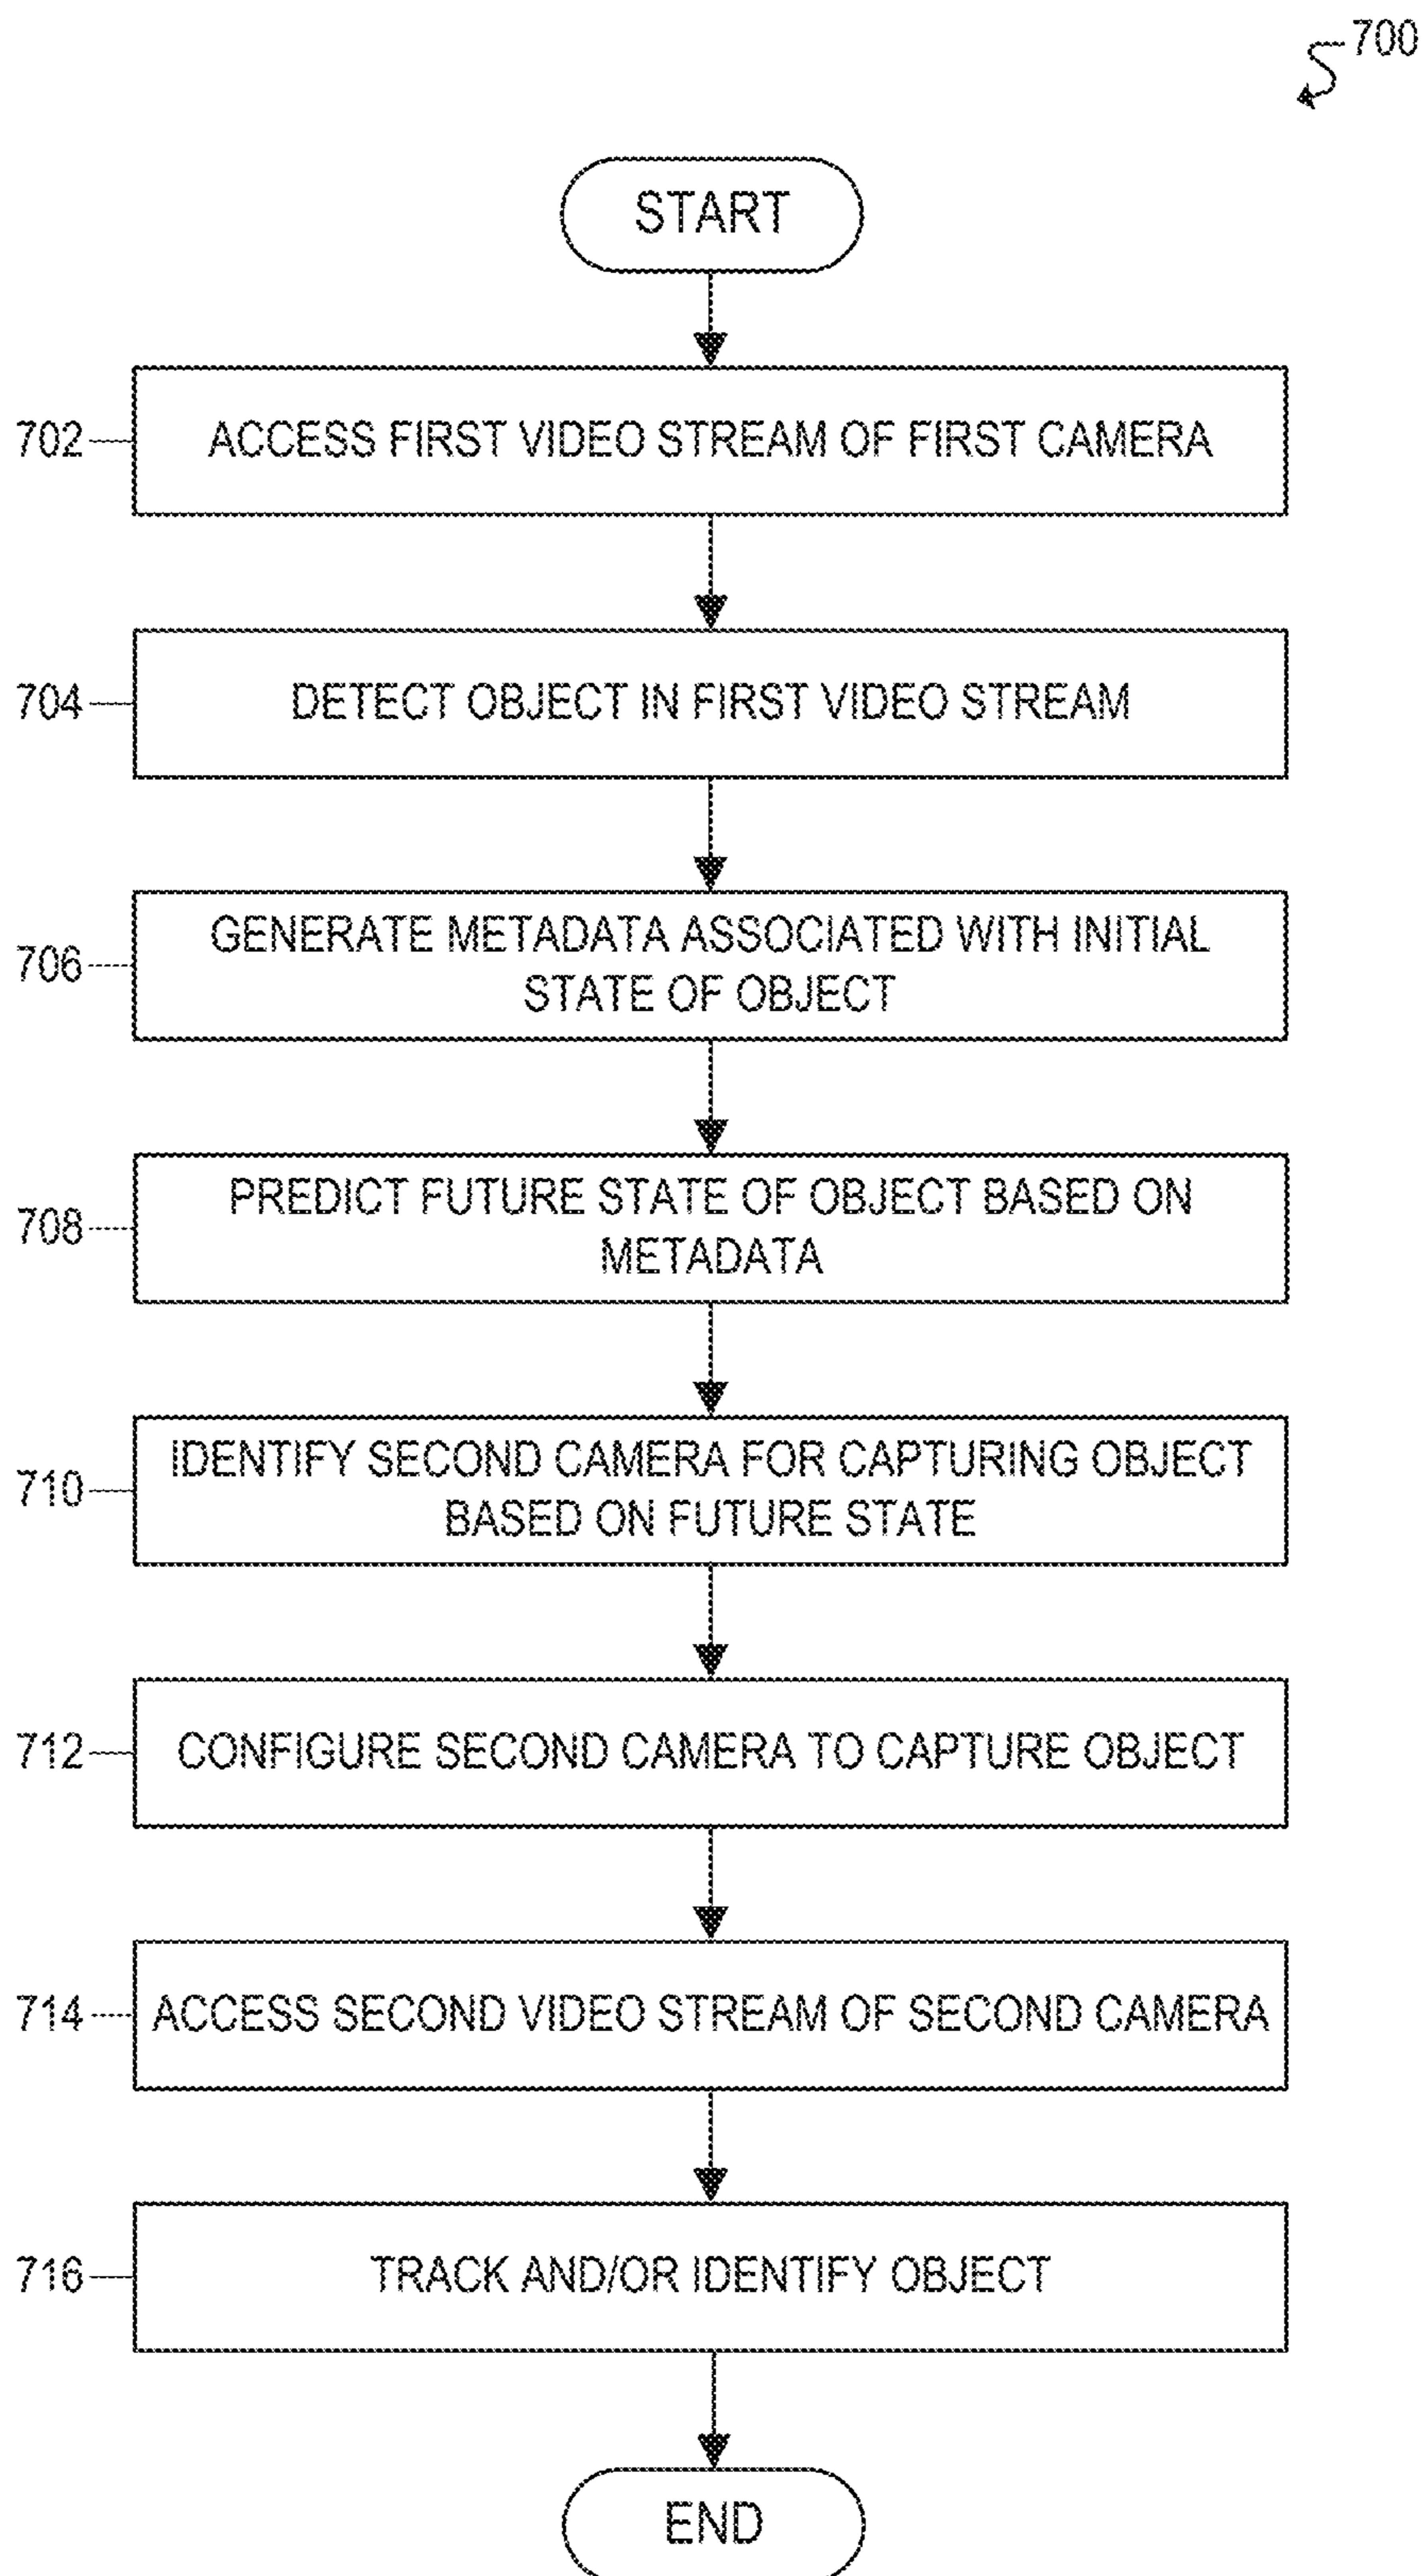 700
START
702
ACCESS FIRST VIDEO STREAM OF FIRST CAMERA
704
DETECT OBJECT IN FIRST VIDEO STREAM
706
GENERATE METADATA ASSOCIATED WITH INITIAL
STATE OF OBJECT
708
PREDICT FUTURE STATE OF OBJECT BASED ON
METADATA
710
IDENTIFY SECOND CAMERA FOR CAPTURING OBJECT
BASED ON FUTURE STATE
712
CONFIGURE SECOND CAMERA TO CAPTURE OBJECT
714
ACCESS SECOND VIDEO STREAM OF SECOND CAMERA
716
TRACK AND/OR IDENTIFY OBJECT
END